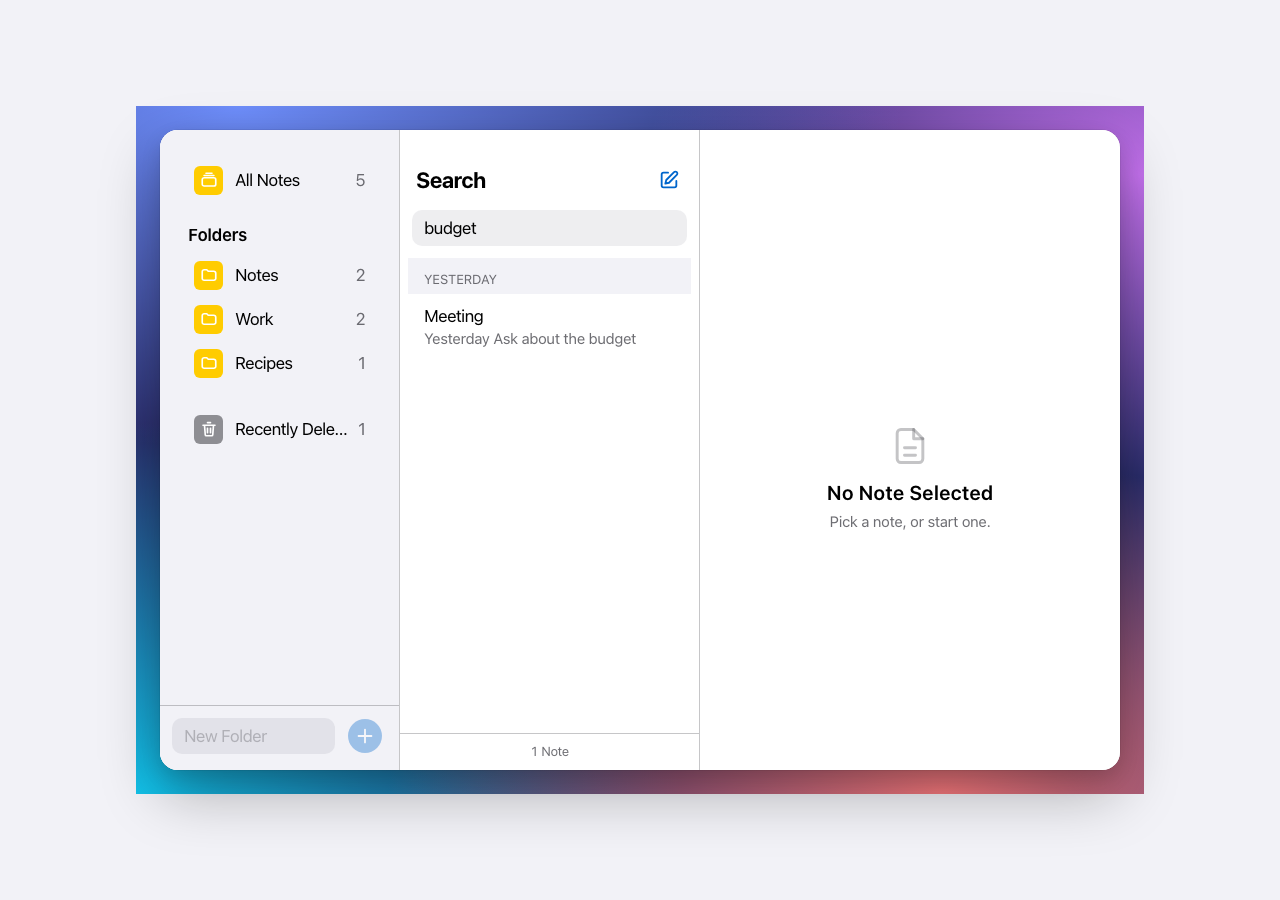 All Notes 5
Folders
Notes 2
Work 2
Recipes 1
Recently Dele... 1
New Folder
Search
budget
YESTERDAY
Meeting
Yesterday Ask about the budget
1 Note
No Note Selected
Pick a note, or start one.